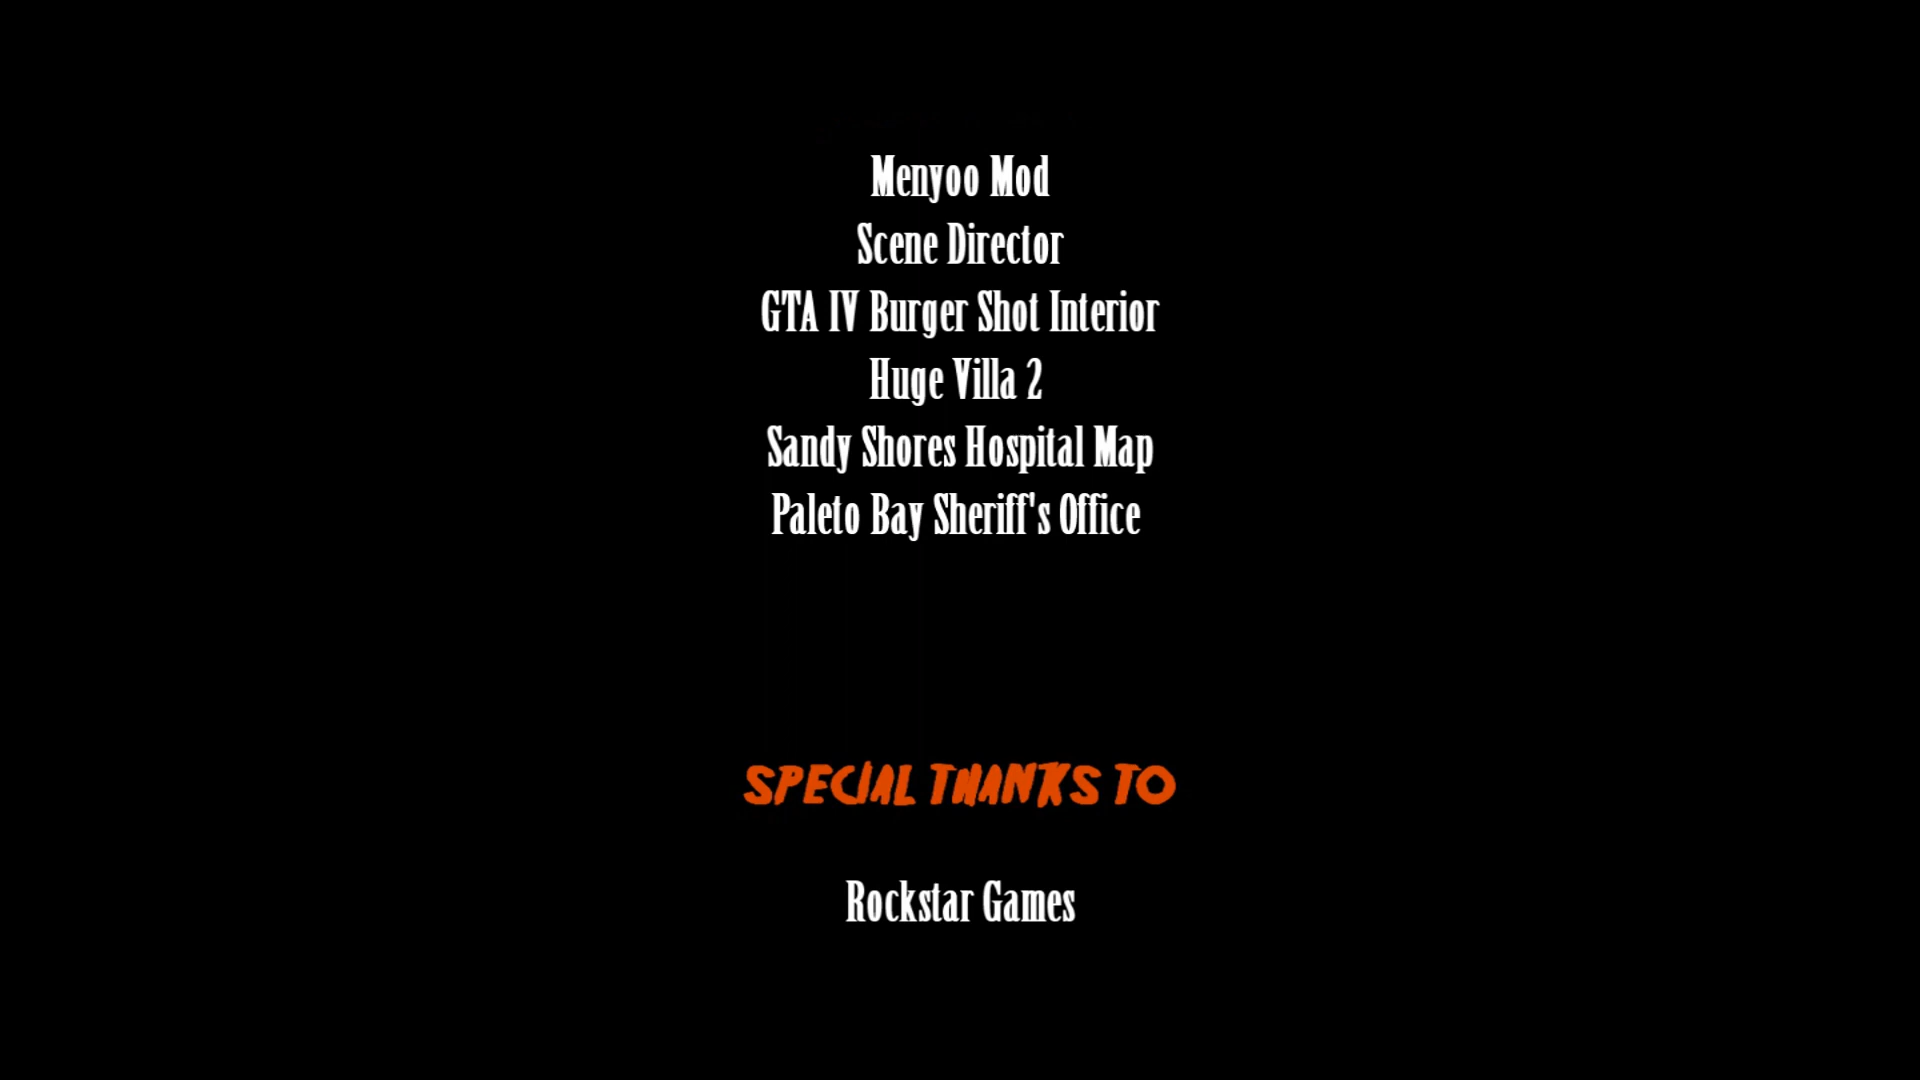 Menyoo Mod
Scene Director
GTA IV Burger Shot Interior
Huge Villa 2
Sandy Shores Hospital Map
Paleto Bay Sheriff's Office
SPECIAL THANKS TO
Rockstar Games